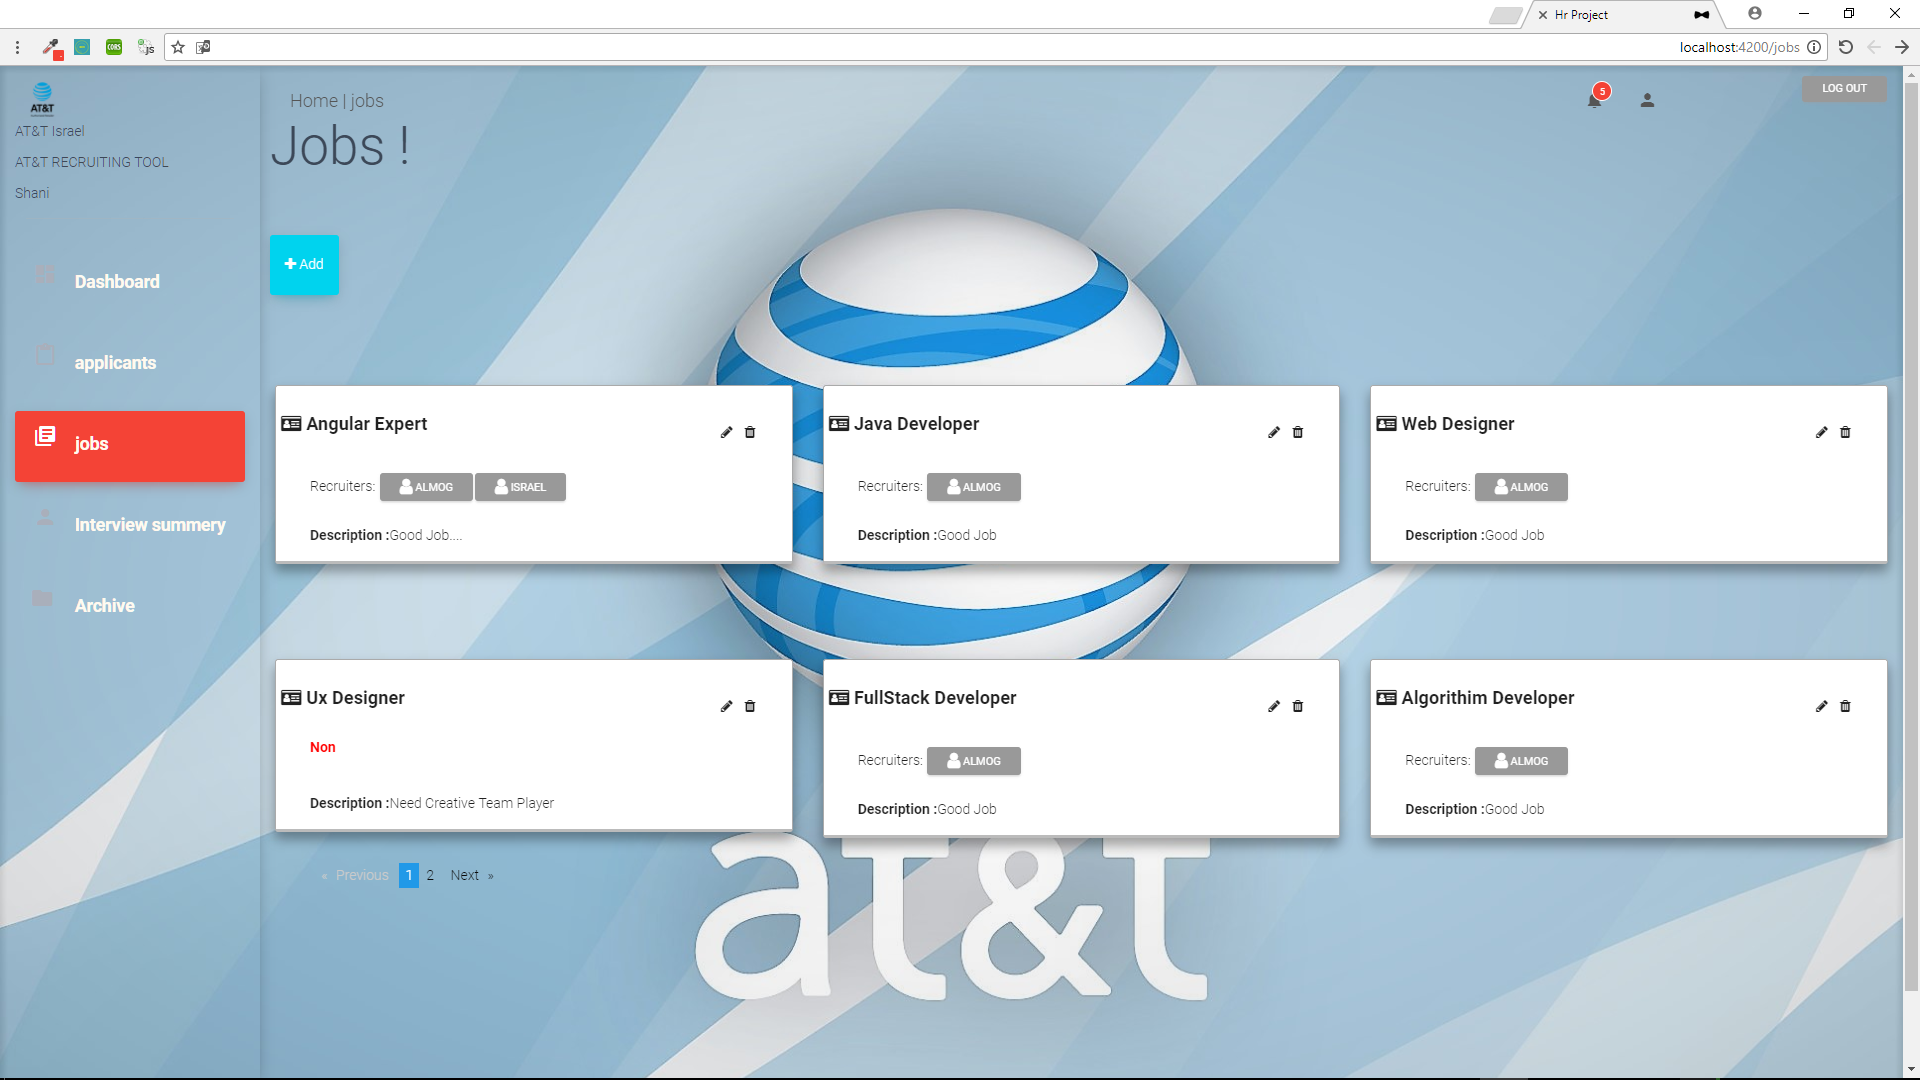 Hr Project
CORS
JS
localhost:4200/jobs
AT&T
AT&T Israel
AT&T RECRUITING TOOL
Shani
Home | jobs
Jobs !
5
LOG OUT
Add
Dashboard
applicants
jobs
Interview summery
Archive
Angular Expert
Recruiters: ALMOG ISRAEL
Description :Good Job....
Java Developer
Recruiters: ALMOG
Description :Good Job
Web Designer
Recruiters: ALMOG
Description :Good Job
Ux Designer
Non
Description :Need Creative Team Player
FullStack Developer
Recruiters: ALMOG
Description :Good Job
Algorithim Developer
Recruiters: ALMOG
Description :Good Job
« Previous 1 2 Next »
at&t